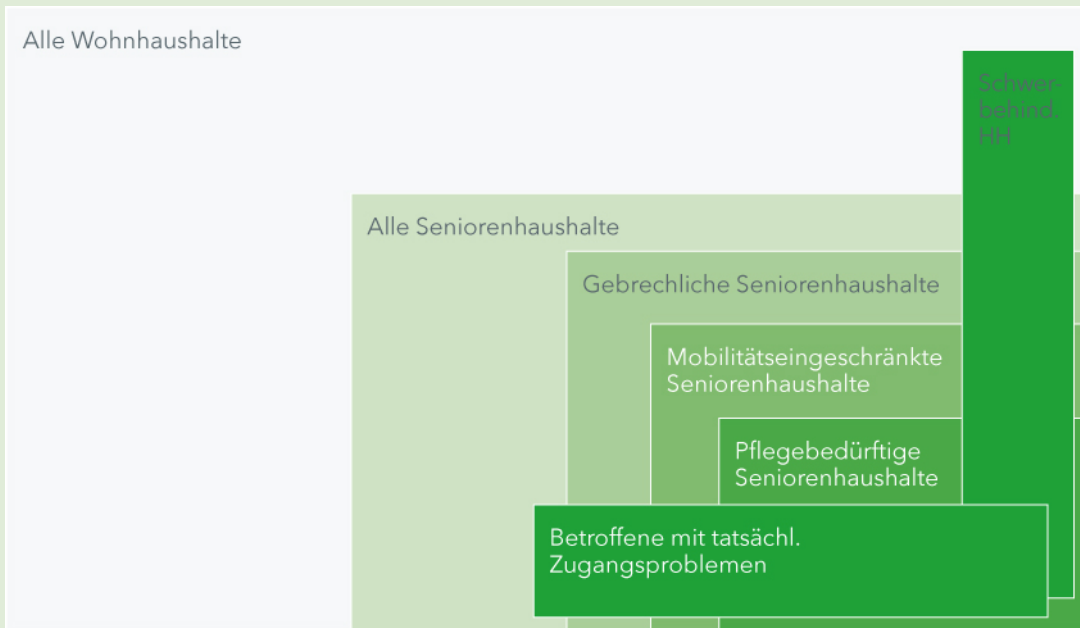 Alle Wohnhaushalte
Schwer-
behind.
HH
Alle Seniorenhaushalte
Gebrechliche Seniorenhaushalte
Mobilitätseingeschränkte
Seniorenhaushalte
Pflegebedürftige
Seniorenhaushalte
Betroffene mit tatsächl.
Zugangsproblemen